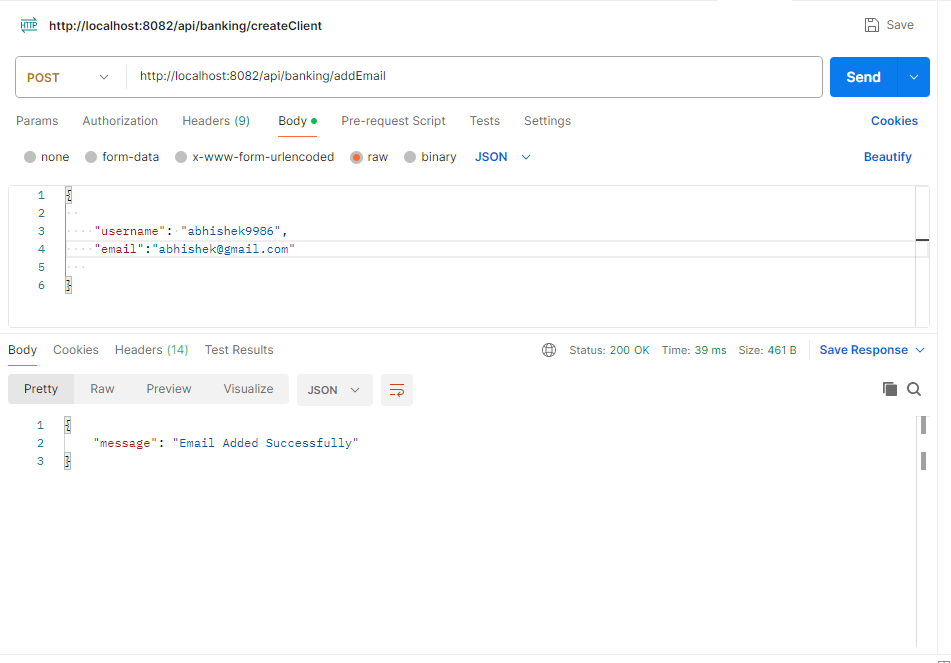 HTTP http://localhost:8082/api/banking/createClient Save
POST http://localhost:8082/api/banking/addEmail Send
Params Authorization Headers (9) Body Pre-request Script Tests Settings Cookies
none form-data x-www-form-urlencoded raw binary JSON Beautify
1 {
2
3 "username": "abhishek9986",
4 "email":"abhishek@gmail.com"
5
6 }
Body Cookies Headers (14) Test Results Status: 200 OK Time: 39 ms Size: 461 B Save Response
Pretty Raw Preview Visualize JSON
1 {
2 "message": "Email Added Successfully"
3 }